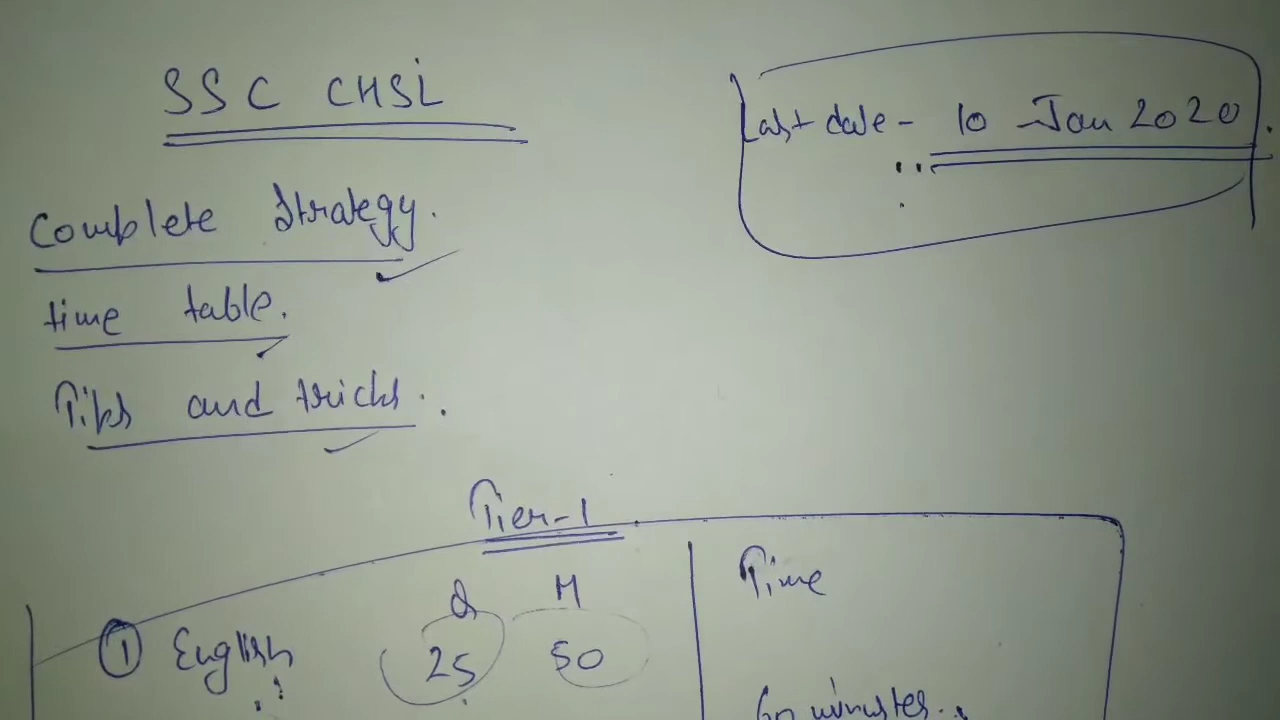 SSC CHSL
Last date - 10 Jan 2020.
Complete Strategy.
time table.
Tips and tricks..
Tier-1
Q M Time
① English 25 50
60 minutes..